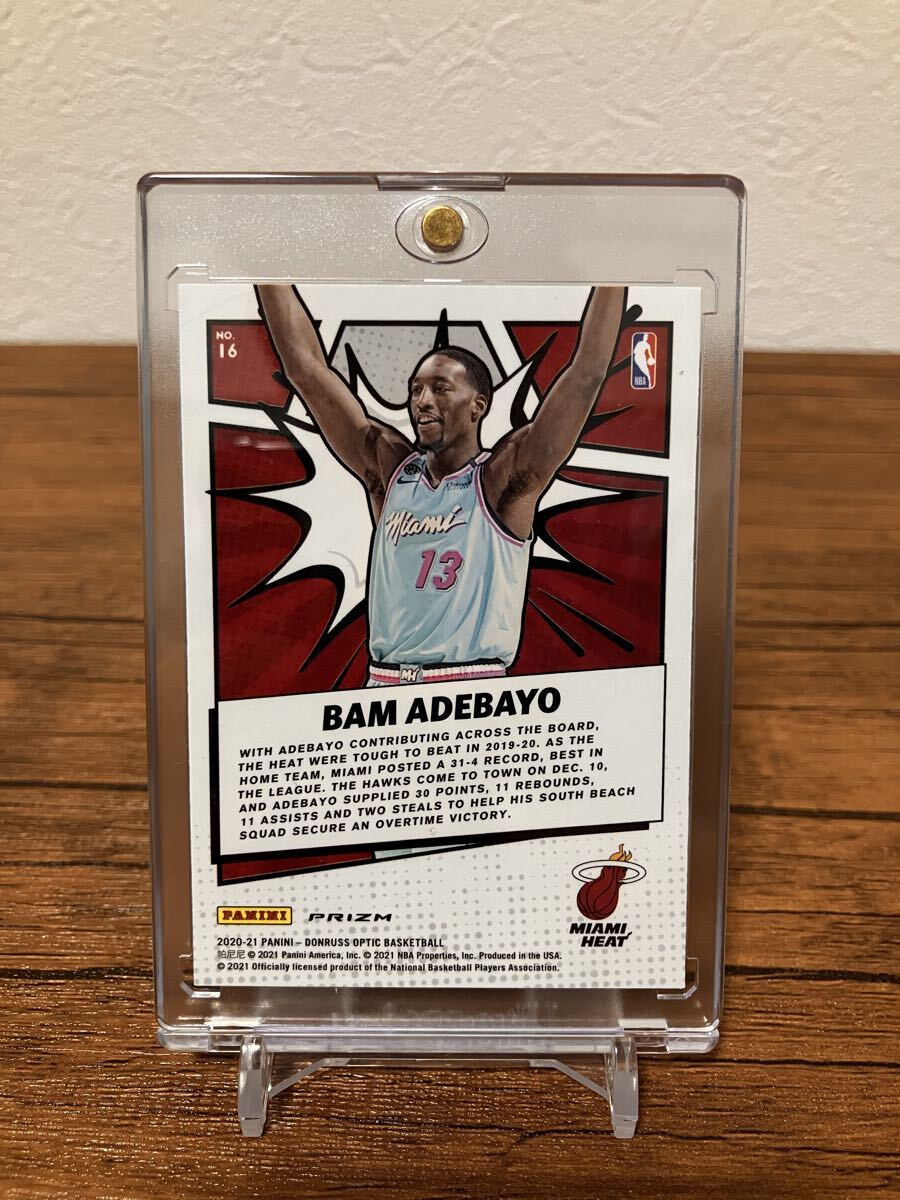 NO.
16
NBA
Miami
13
MH
BAM ADEBAYO
WITH ADEBAYO CONTRIBUTING ACROSS THE BOARD,
THE HEAT WERE TOUGH TO BEAT IN 2019-20. AS THE
HOME TEAM, MIAMI POSTED A 31-4 RECORD, BEST IN
THE LEAGUE. THE HAWKS COME TO TOWN ON DEC. 10,
AND ADEBAYO SUPPLIED 30 POINTS, 11 REBOUNDS,
11 ASSISTS AND TWO STEALS TO HELP HIS SOUTH BEACH
SQUAD SECURE AN OVERTIME VICTORY.
MIAMI
HEAT
PANINI PRIZM
2020-21 PANINI – DONRUSS OPTIC BASKETBALL
帕尼尼 © 2021 Panini America, Inc. © 2021 NBA Properties, Inc. Produced in the USA.
© 2021 Officially licensed product of the National Basketball Players Association.